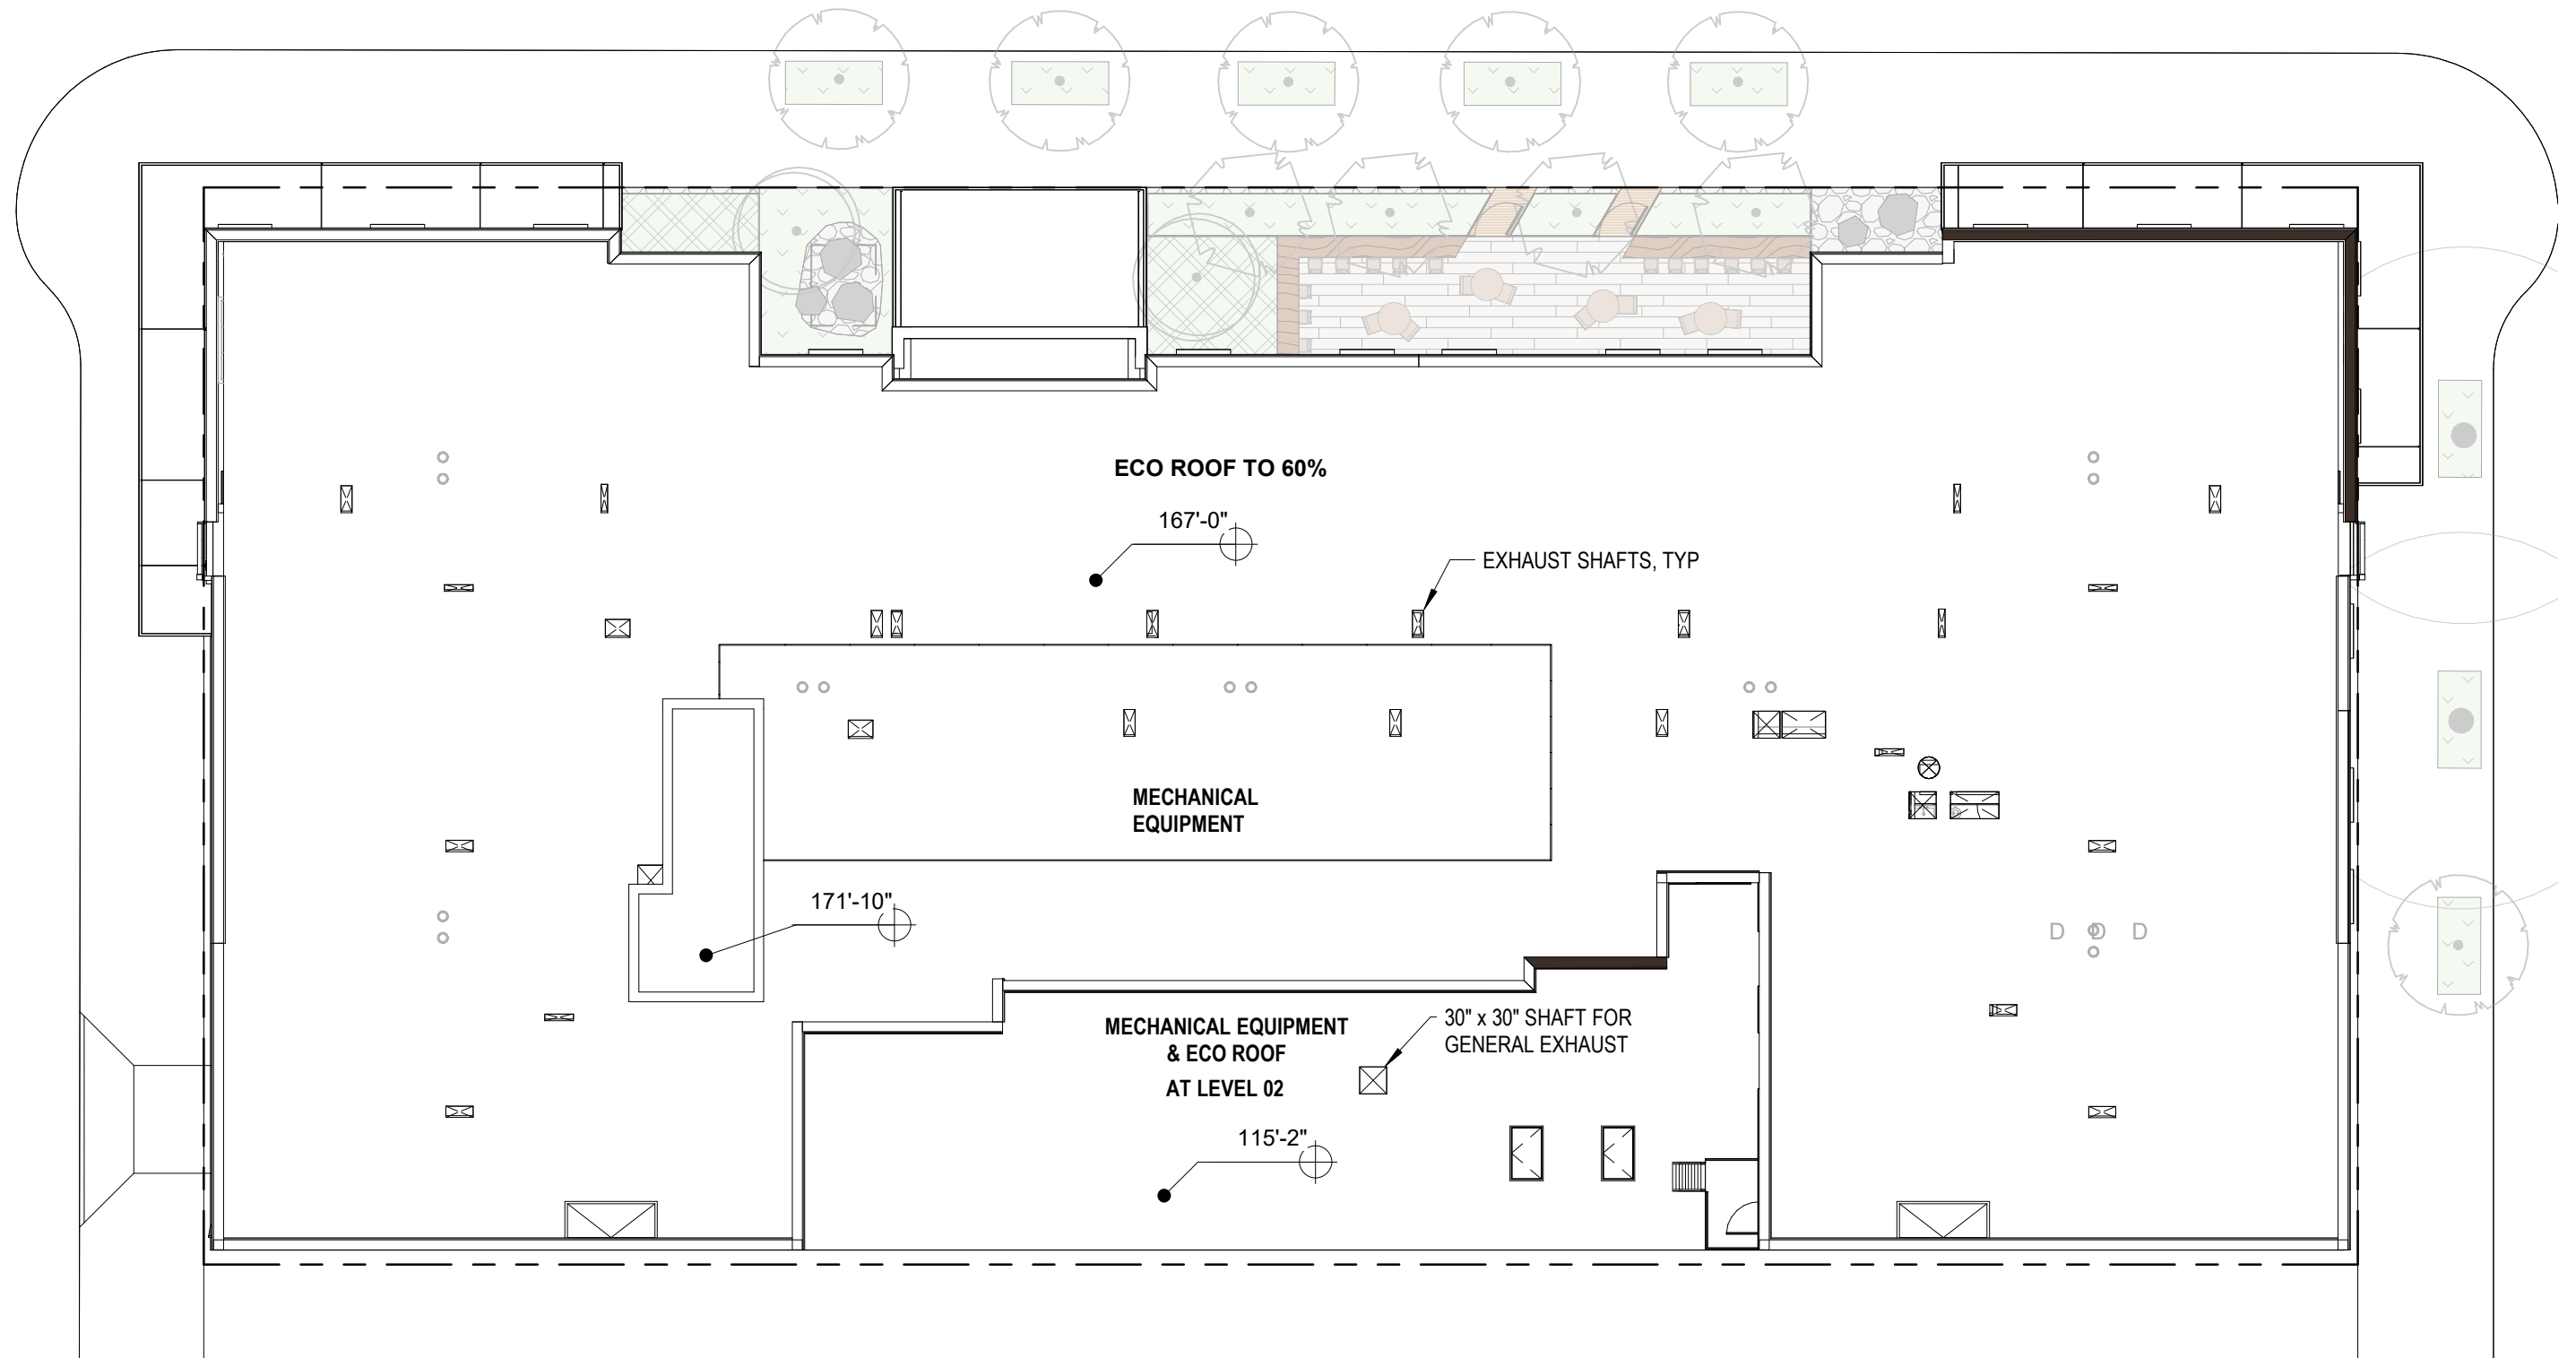 ECO ROOF TO 60%
167'-0"
EXHAUST SHAFTS, TYP
MECHANICAL
EQUIPMENT
171'-10"
D D D
MECHANICAL EQUIPMENT
& ECO ROOF
AT LEVEL 02
30" x 30" SHAFT FOR
GENERAL EXHAUST
115'-2"